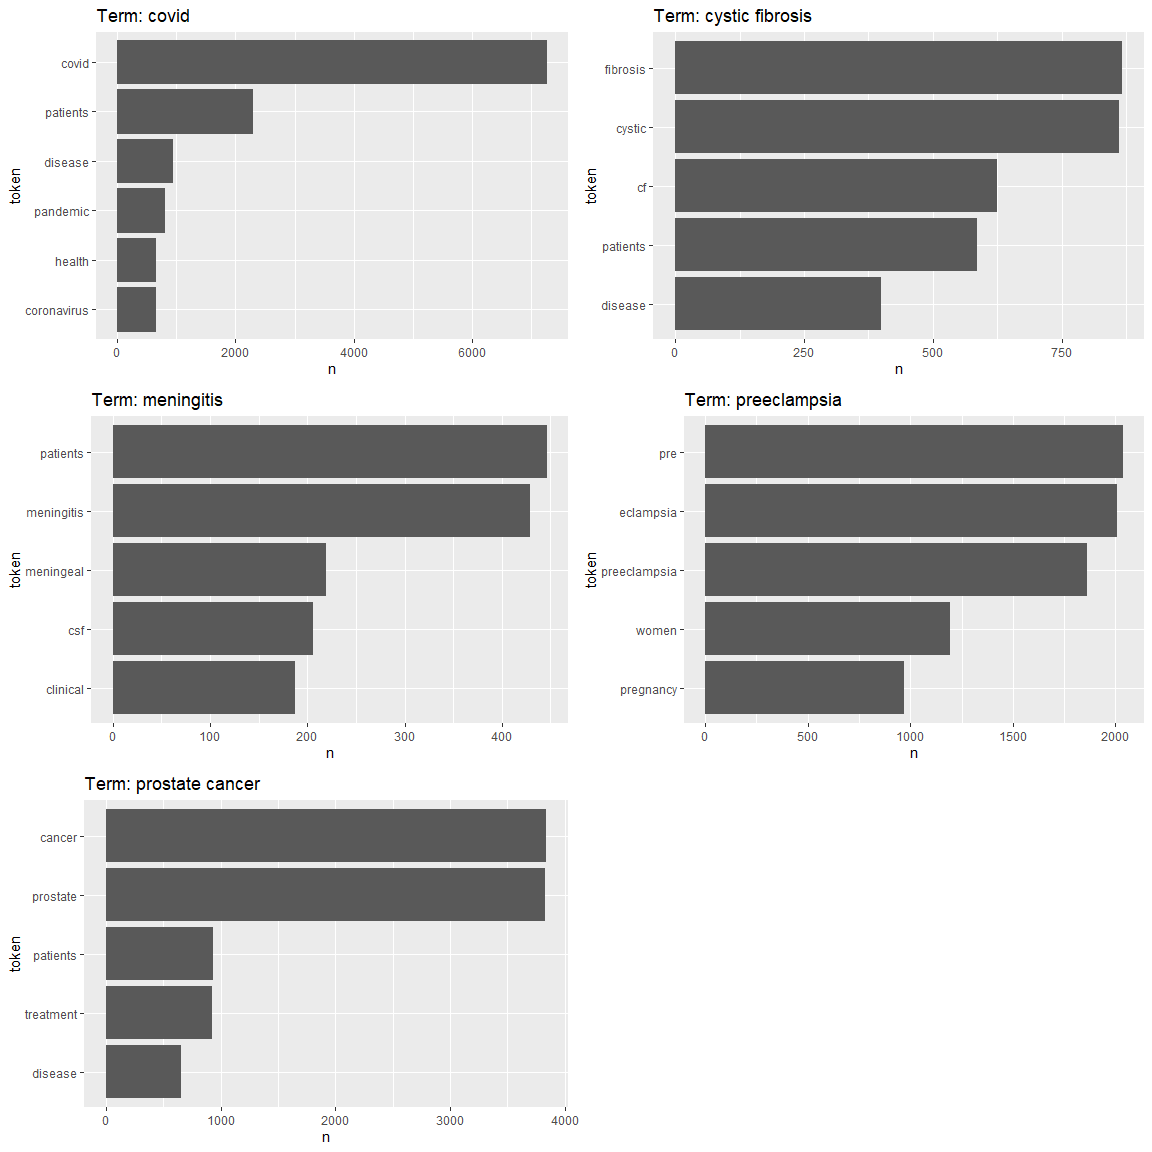 Term: covid
covid
patients
disease
pandemic
health
coronavirus
token
0 2000 4000 6000
n
Term: cystic fibrosis
fibrosis
cystic
cf
patients
disease
token
0 250 500 750
n
Term: meningitis
patients
meningitis
meningeal
csf
clinical
token
0 100 200 300 400
n
Term: preeclampsia
pre
eclampsia
preeclampsia
women
pregnancy
token
0 500 1000 1500 2000
n
Term: prostate cancer
cancer
prostate
patients
treatment
disease
token
0 1000 2000 3000 4000
n